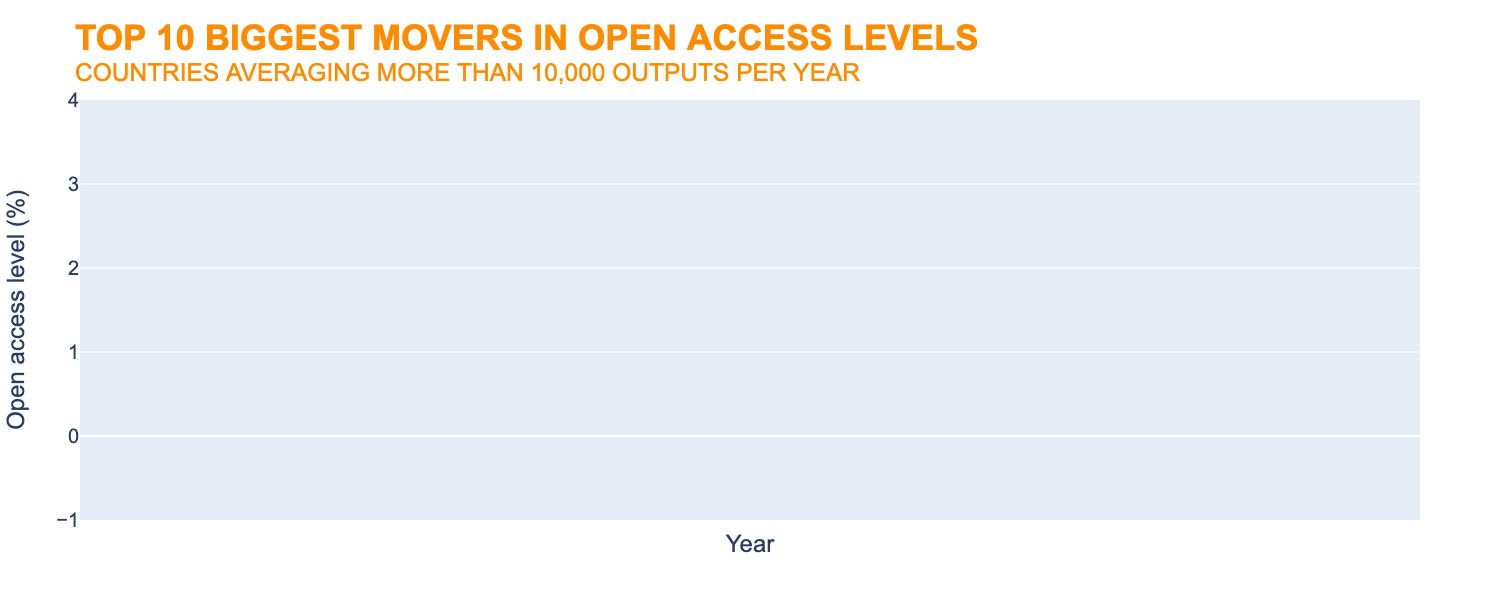 TOP 10 BIGGEST MOVERS IN OPEN ACCESS LEVELS
COUNTRIES AVERAGING MORE THAN 10,000 OUTPUTS PER YEAR
Open access level (%)
4
3
2
1
0
−1
Year